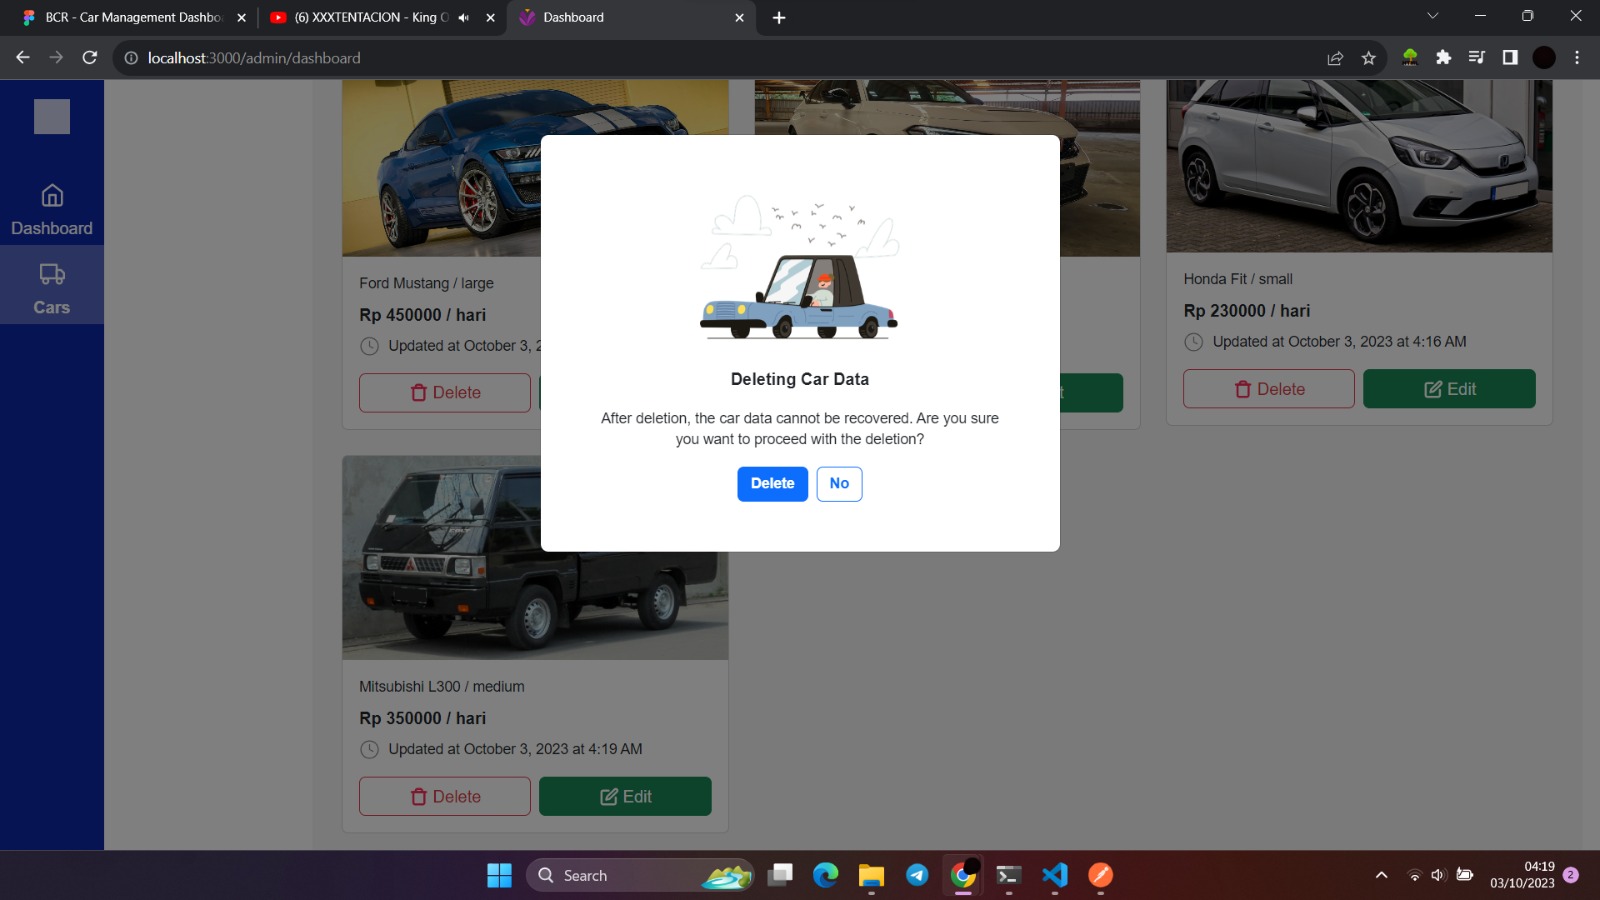 BCR - Car Management Dashbo
(6) XXXTENTACION - King O
Dashboard
localhost:3000/admin/dashboard
Dashboard
Cars
Ford Mustang / large
Rp 450000 / hari
Updated at October 3, 2
Delete
Honda Fit / small
Rp 230000 / hari
Updated at October 3, 2023 at 4:16 AM
Delete
Edit
Deleting Car Data
After deletion, the car data cannot be recovered. Are you sure
you want to proceed with the deletion?
Delete
No
Mitsubishi L300 / medium
Rp 350000 / hari
Updated at October 3, 2023 at 4:19 AM
Delete
Edit
Search
04:19
03/10/2023
2